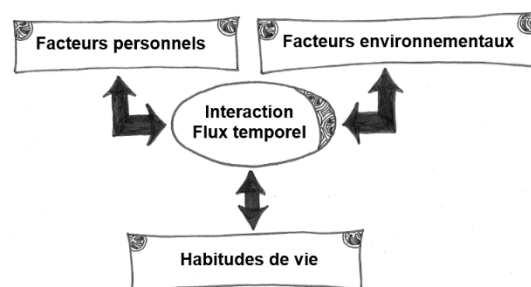 Facteurs personnels
Facteurs environnementaux
Interaction
Flux temporel
Habitudes de vie